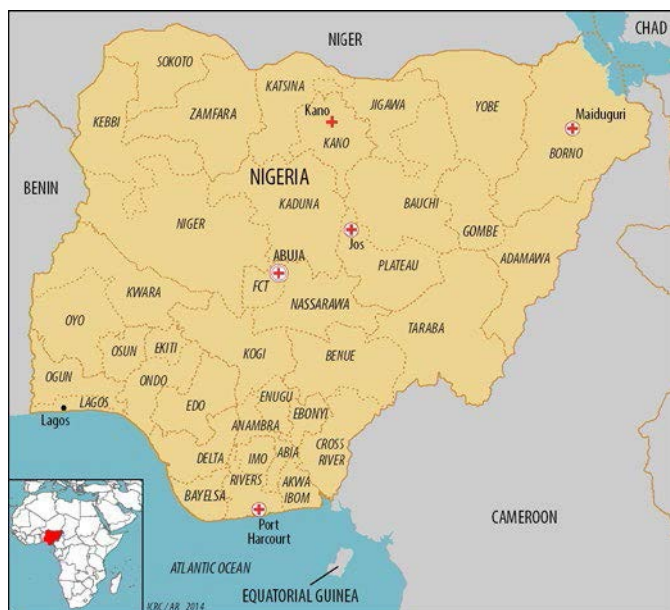 NIGER
CHAD
SOKOTO
KATSINA
Kano
JIGAWA
YOBE
Maiduguri
KEBBI
ZAMFARA
KANO
BORNO
BENIN
NIGERIA
KADUNA
BAUCHI
NIGER
GOMBE
Jos
ADAMAWA
ABUJA
PLATEAU
FCT
KWARA
NASSARAWA
OYO
TARABA
OSUN
EKITI
KOGI
BENUE
OGUN
ONDO
LAGOS
EDO
ENUGU
EBONYI
Lagos
ANAMBRA
CROSS
RIVER
DELTA
IMO
ABIA
RIVERS
AKWA
IBOM
BAYELSA
Port
Harcourt
CAMEROON
ATLANTIC OCEAN
EQUATORIAL GUINEA
ICRC / AB_2014